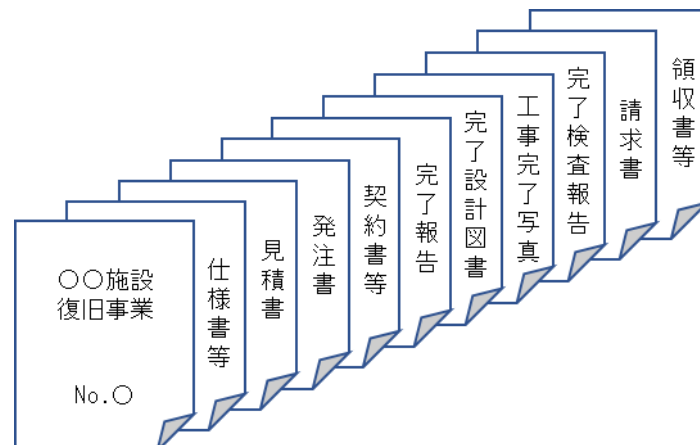 〇〇施設
復旧事業
No.〇
仕様書等
見積書
発注書
契約書等
完了報告
完了設計図書
工事完了写真
完了検査報告
請求書
領収書等